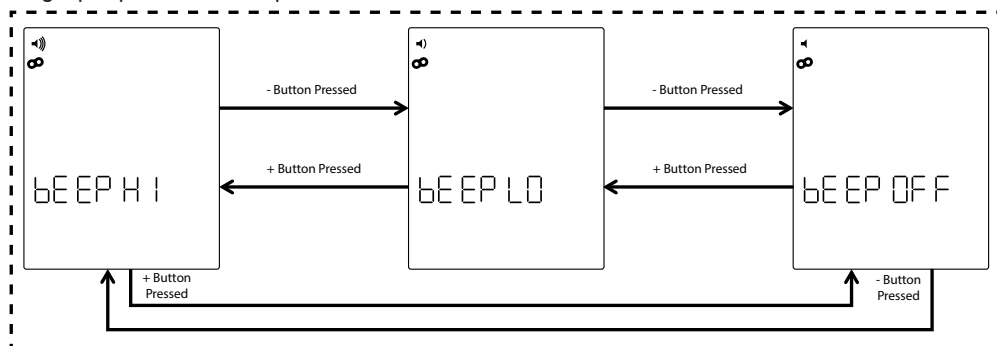 - Button Pressed
- Button Pressed
+ Button Pressed
+ Button Pressed
bEEP HI
bEEP LO
bEEP OFF
+ Button
Pressed
- Button
Pressed